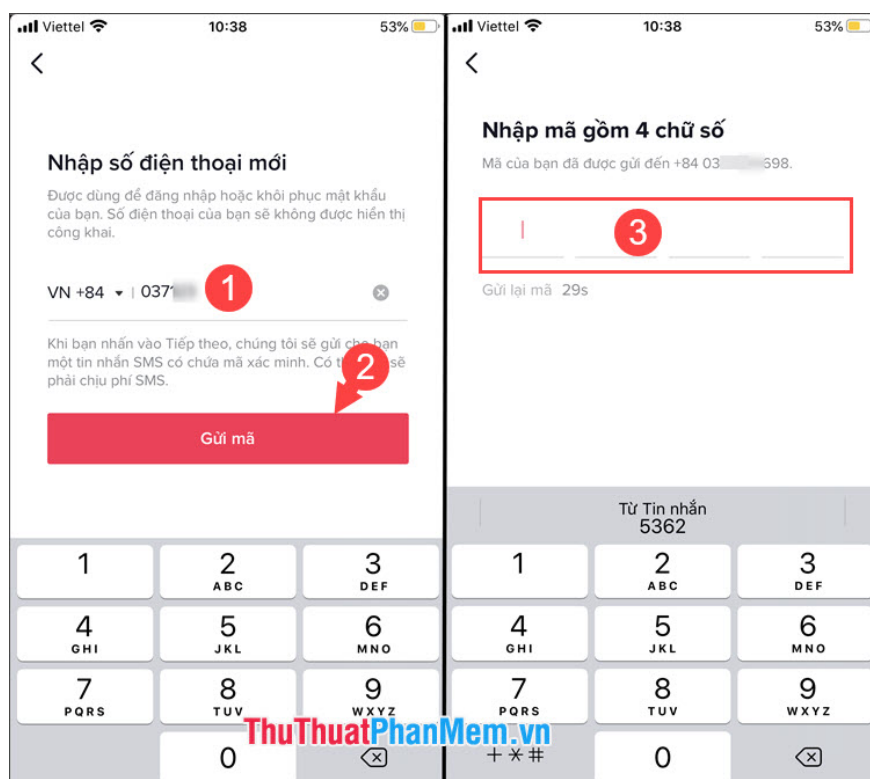 Viettel 10:38 53%
Nhập số điện thoại mới
Được dùng để đăng nhập hoặc khôi phục mật khẩu
của bạn. Số điện thoại của bạn sẽ không được hiển thị
công khai.
VN +84 037
1
Khi bạn nhấn vào Tiếp theo, chúng tôi sẽ gửi cho bạn
một tin nhắn SMS có chứa mã xác minh. Có sẽ
phải chịu phí SMS.
2
Gửi mã
1 2 3
ABC DEF
4 5 6
GHI JKL MNO
7 8 9
PQRS TUV WXYZ
0
Viettel 10:38 53%
Nhập mã gồm 4 chữ số
Mã của bạn đã được gửi đến +84 03 698.
3
Gửi lại mã 29s
Từ Tin nhắn
5362
1 2 3
ABC DEF
4 5 6
GHI JKL MNO
7 8 9
PQRS TUV WXYZ
+*# 0
ThuThuatPhanMem.vn